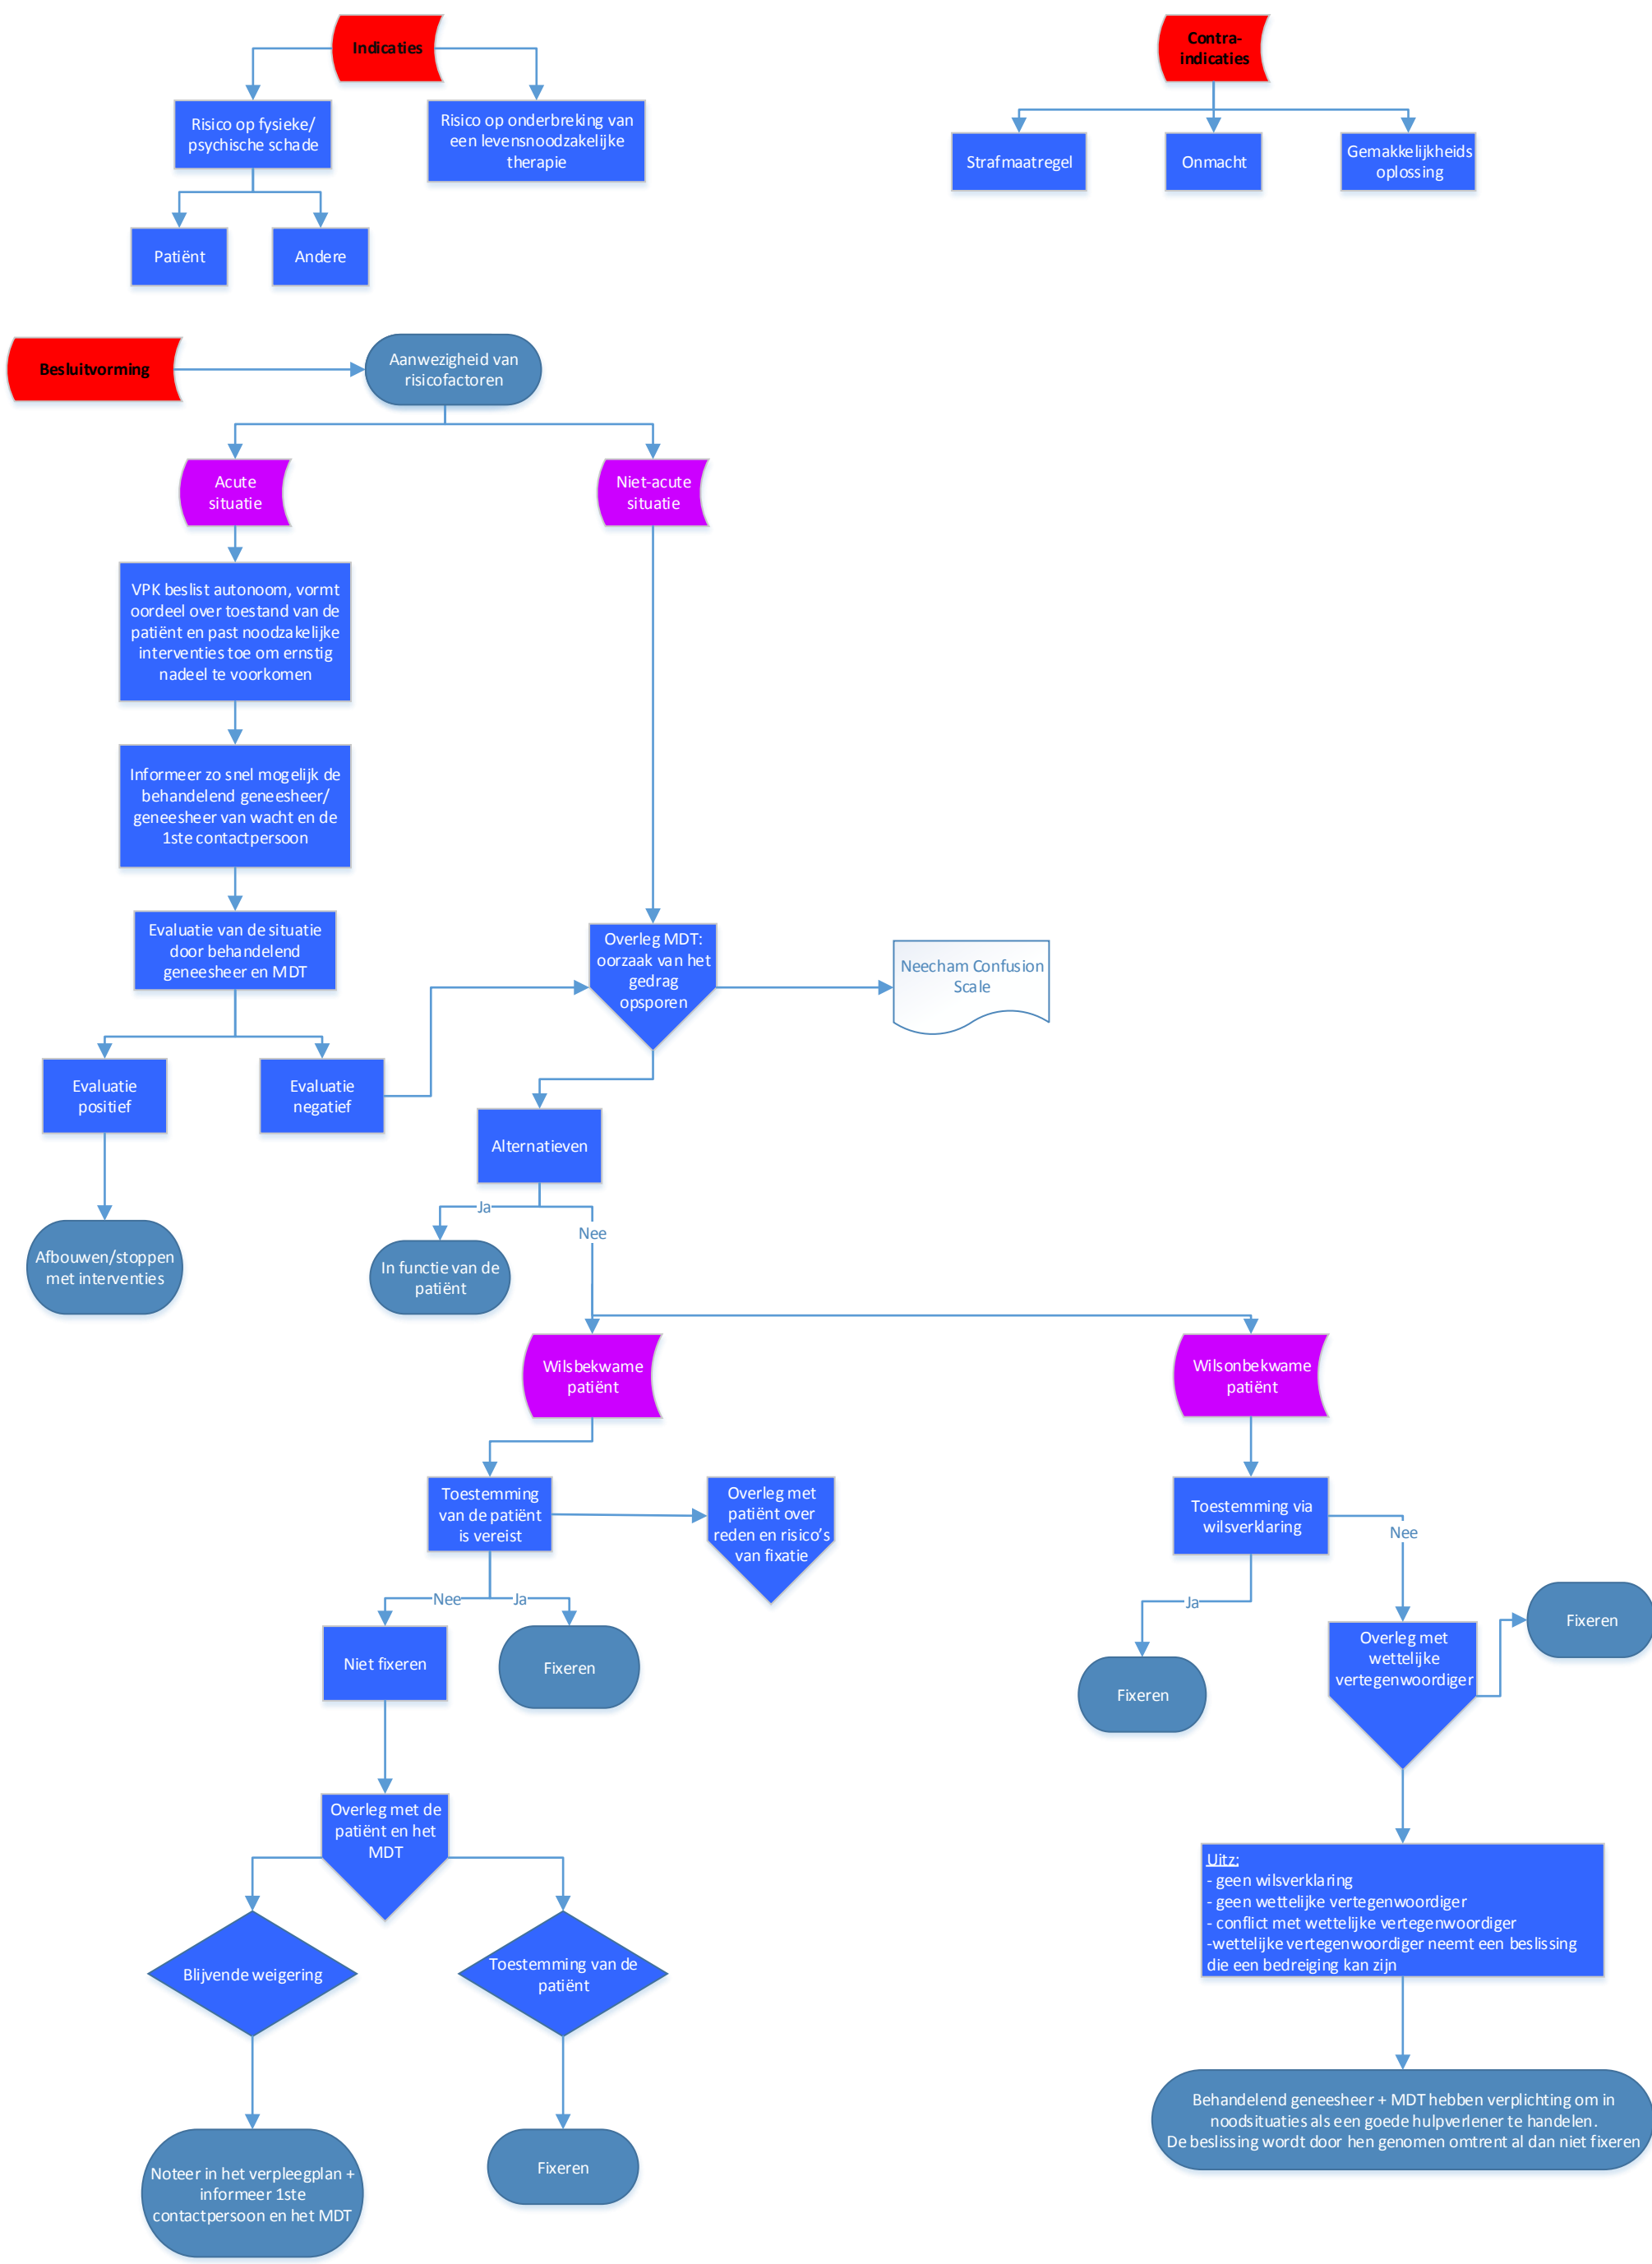 Indicaties
Contra-
indicaties
Risico op fysieke/
psychische schade
Risico op onderbreking van
een levensnoodzakelijke
therapie
Strafmaatregel
Onmacht
Gemakkelijkheids
oplossing
Patiënt
Andere
Besluitvorming
Aanwezigheid van
risicofactoren
Acute
situatie
Niet-acute
situatie
VPK beslist autonoom, vormt
oordeel over toestand van de
patiënt en past noodzakelijke
interventies toe om ernstig
nadeel te voorkomen
Informeer zo snel mogelijk de
behandelend geneesheer/
geneesheer van wacht en de
1ste contactpersoon
Evaluatie van de situatie
door behandelend
geneesheer en MDT
Overleg MDT:
oorzaak van het
gedrag
opsporen
Neecham Confusion
Scale
Evaluatie
positief
Evaluatie
negatief
Alternatieven
Ja
Nee
Afbouwen/stoppen
met interventies
In functie van de
patiënt
Wilsbekwame
patiënt
Wilsonbekwame
patiënt
Toestemming
van de patiënt
is vereist
Overleg met
patiënt over
reden en risico's
van fixatie
Toestemming via
wilsverklaring
Nee
Nee
Ja
Ja
Niet fixeren
Fixeren
Fixeren
Overleg met
wettelijke
vertegenwoordiger
Fixeren
Overleg met de
patiënt en het
MDT
Uitz:
- geen wilsverklaring
- geen wettelijke vertegenwoordiger
- conflict met wettelijke vertegenwoordiger
-wettelijke vertegenwoordiger neemt een beslissing
die een bedreiging kan zijn
Blijvende weigering
Toestemming van de
patiënt
Noteer in het verpleegplan +
informeer 1ste
contactpersoon en het MDT
Fixeren
Behandelend geneesheer + MDT hebben verplichting om in
noodsituaties als een goede hulpverlener te handelen.
De beslissing wordt door hen genomen omtrent al dan niet fixeren